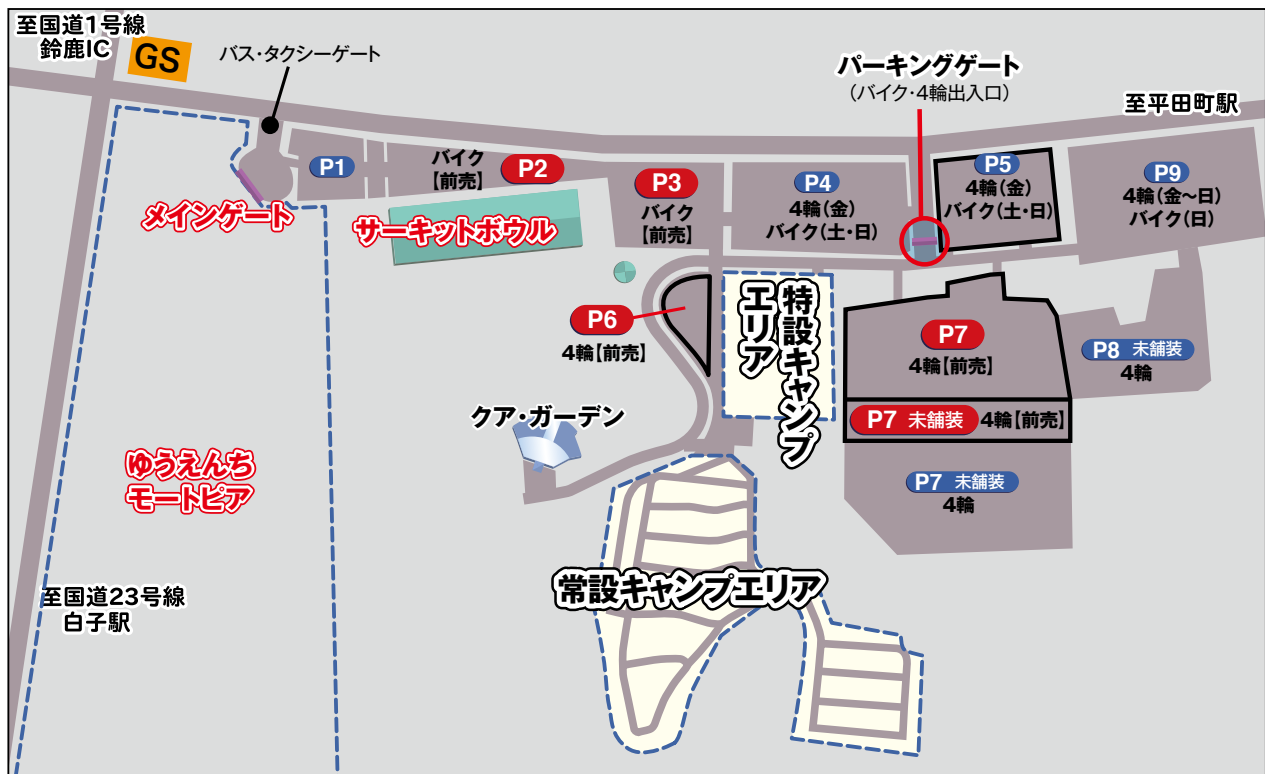 至国道1号線
鈴鹿IC
GS
バス・タクシーゲート
パーキングゲート
(バイク・4輪出入口)
至平田町駅
P1
バイク
【前売】
P2
P3
バイク
【前売】
P4
4輪(金)
バイク(土・日)
P5
4輪(金)
バイク(土・日)
P9
4輪(金〜日)
バイク(日)
メインゲート
サーキットボウル
P6
4輪【前売】
特設キャンプ
エリア
P7
4輪【前売】
P8 未舗装
4輪
P7 未舗装 4輪【前売】
P7 未舗装
4輪
クア・ガーデン
ゆうえんち
モートピア
常設キャンプエリア
至国道23号線
白子駅